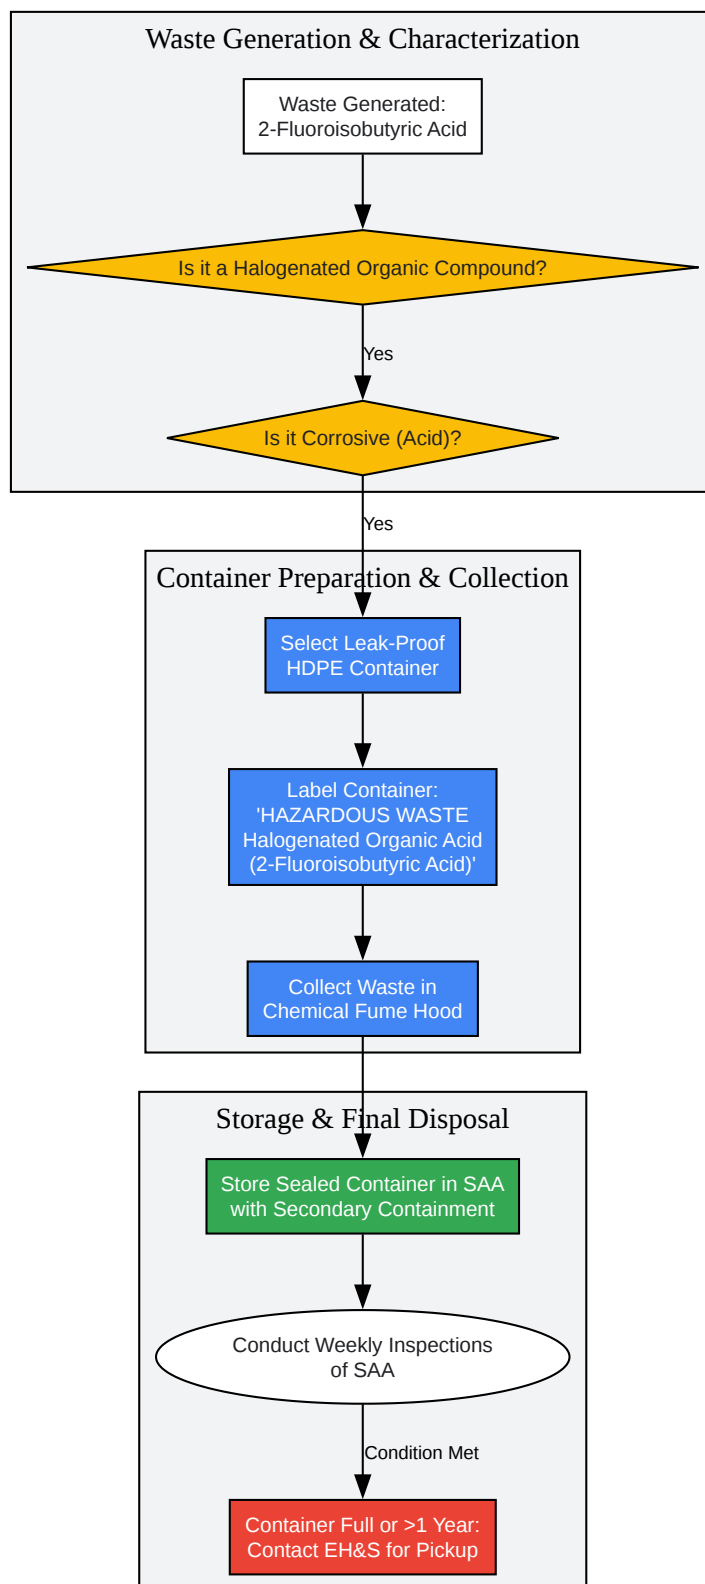 Waste Generation & Characterization
Waste Generated:
2-Fluoroisobutyric Acid
Is it a Halogenated Organic Compound?
Yes
Is it Corrosive (Acid)?
Yes
Container Preparation & Collection
Select Leak-Proof
HDPE Container
Label Container:
'HAZARDOUS WASTE
Halogenated Organic Acid
(2-Fluoroisobutyric Acid)'
Collect Waste in
Chemical Fume Hood
Storage & Final Disposal
Store Sealed Container in SAA
with Secondary Containment
Conduct Weekly Inspections
of SAA
Condition Met
Container Full or >1 Year:
Contact EH&S for Pickup